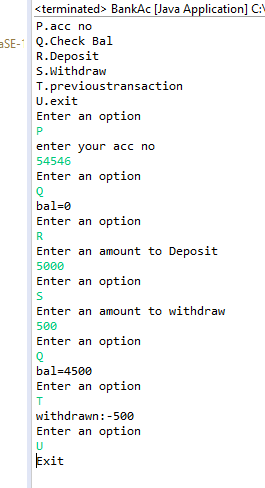 <terminated> BankAc [Java Application] C:\
aSE-1
P.acc no
Q.Check Bal
R.Deposit
S.Withdraw
T.previoustransaction
U.exit
Enter an option
P
enter your acc no
54546
Enter an option
Q
bal=0
Enter an option
R
Enter an amount to Deposit
5000
Enter an option
S
Enter an amount to withdraw
500
Enter an option
Q
bal=4500
Enter an option
T
withdrawn:-500
Enter an option
U
Exit